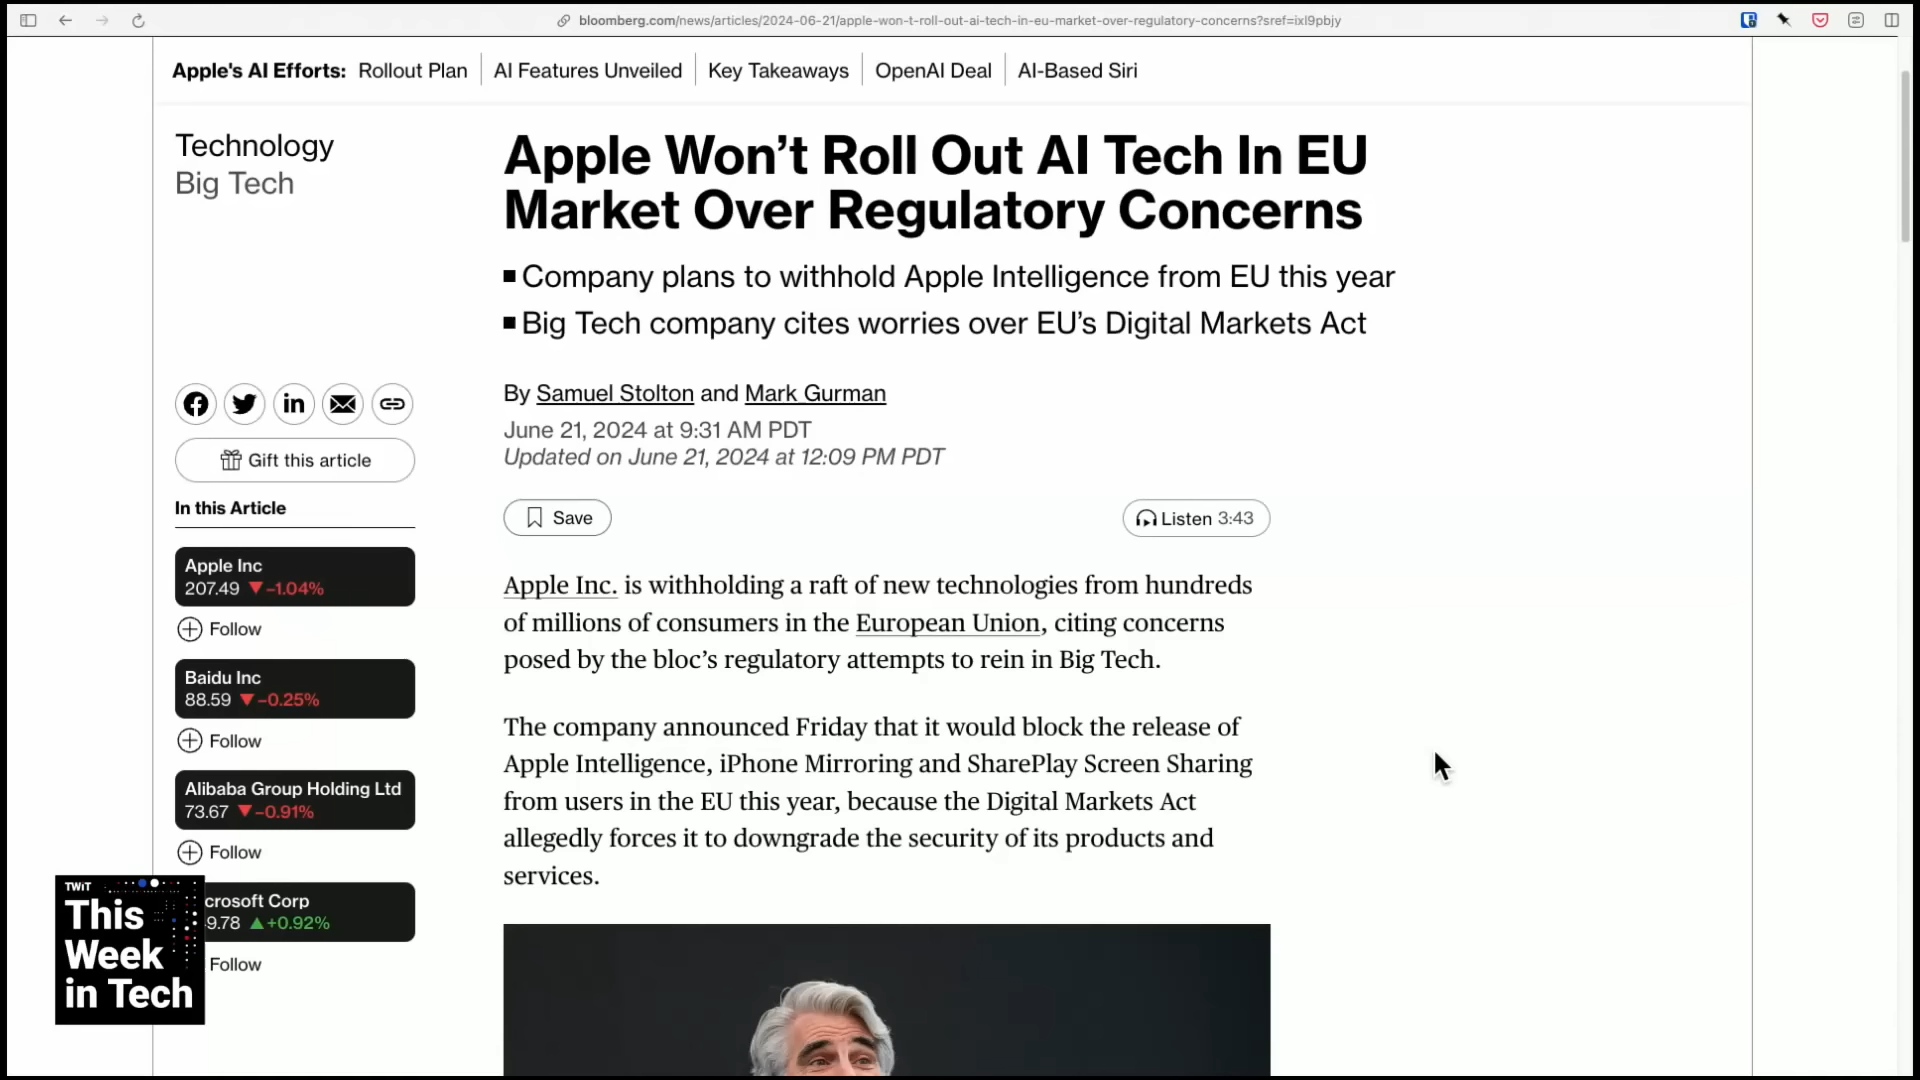 bloomberg.com/news/articles/2024-06-21/apple-won-t-roll-out-ai-tech-in-eu-market-over-regulatory-concerns?sref=ixl9pbjy
Apple's AI Efforts: Rollout Plan AI Features Unveiled Key Takeaways OpenAI Deal AI-Based Siri
Technology
Big Tech
Apple Won’t Roll Out AI Tech In EU
Market Over Regulatory Concerns
Company plans to withhold Apple Intelligence from EU this year
Big Tech company cites worries over EU’s Digital Markets Act
By Samuel Stolton and Mark Gurman
June 21, 2024 at 9:31 AM PDT
Updated on June 21, 2024 at 12:09 PM PDT
Gift this article
Save
Listen 3:43
In this Article
Apple Inc
207.49 ▼−1.04%
Follow
Baidu Inc
88.59 ▼−0.25%
Follow
Alibaba Group Holding Ltd
73.67 ▼−0.91%
Follow
crosoft Corp
9.78 ▲+0.92%
Follow
Apple Inc. is withholding a raft of new technologies from hundreds
of millions of consumers in the European Union, citing concerns
posed by the bloc’s regulatory attempts to rein in Big Tech.
The company announced Friday that it would block the release of
Apple Intelligence, iPhone Mirroring and SharePlay Screen Sharing
from users in the EU this year, because the Digital Markets Act
allegedly forces it to downgrade the security of its products and
services.
TWiT
This
Week
in Tech